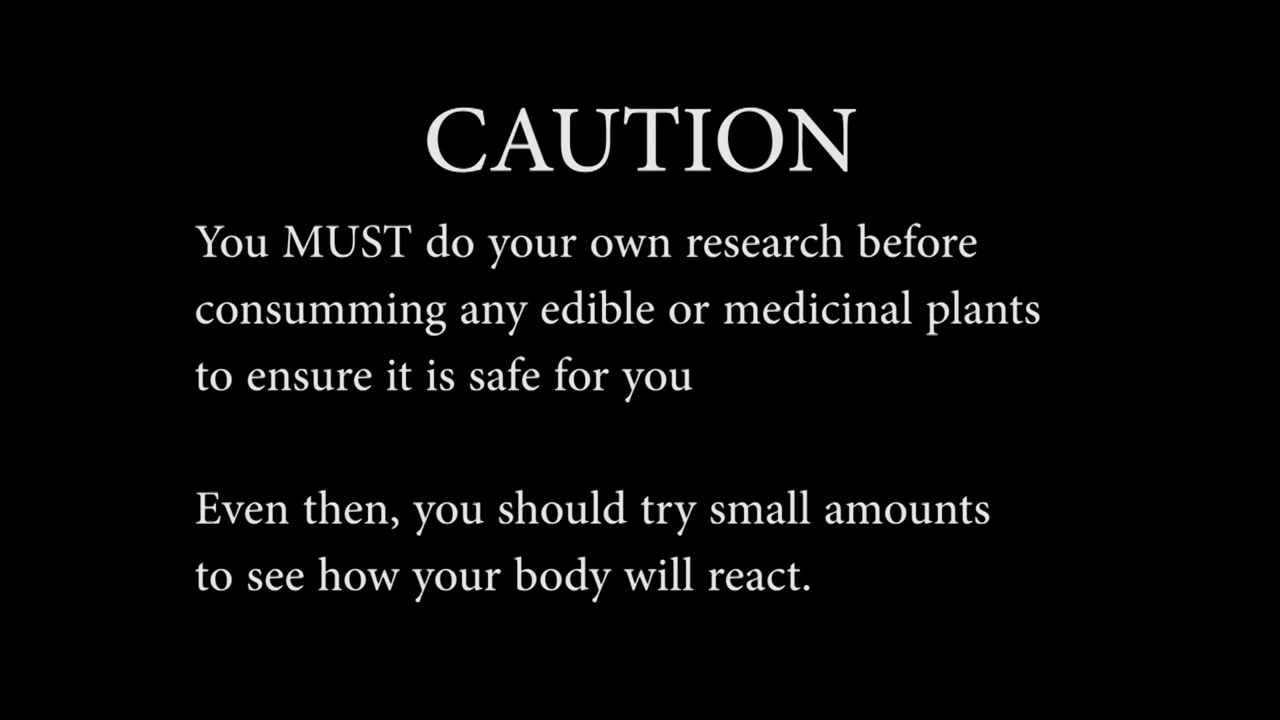 CAUTION
You MUST do your own research before
consumming any edible or medicinal plants
to ensure it is safe for you
Even then, you should try small amounts
to see how your body will react.